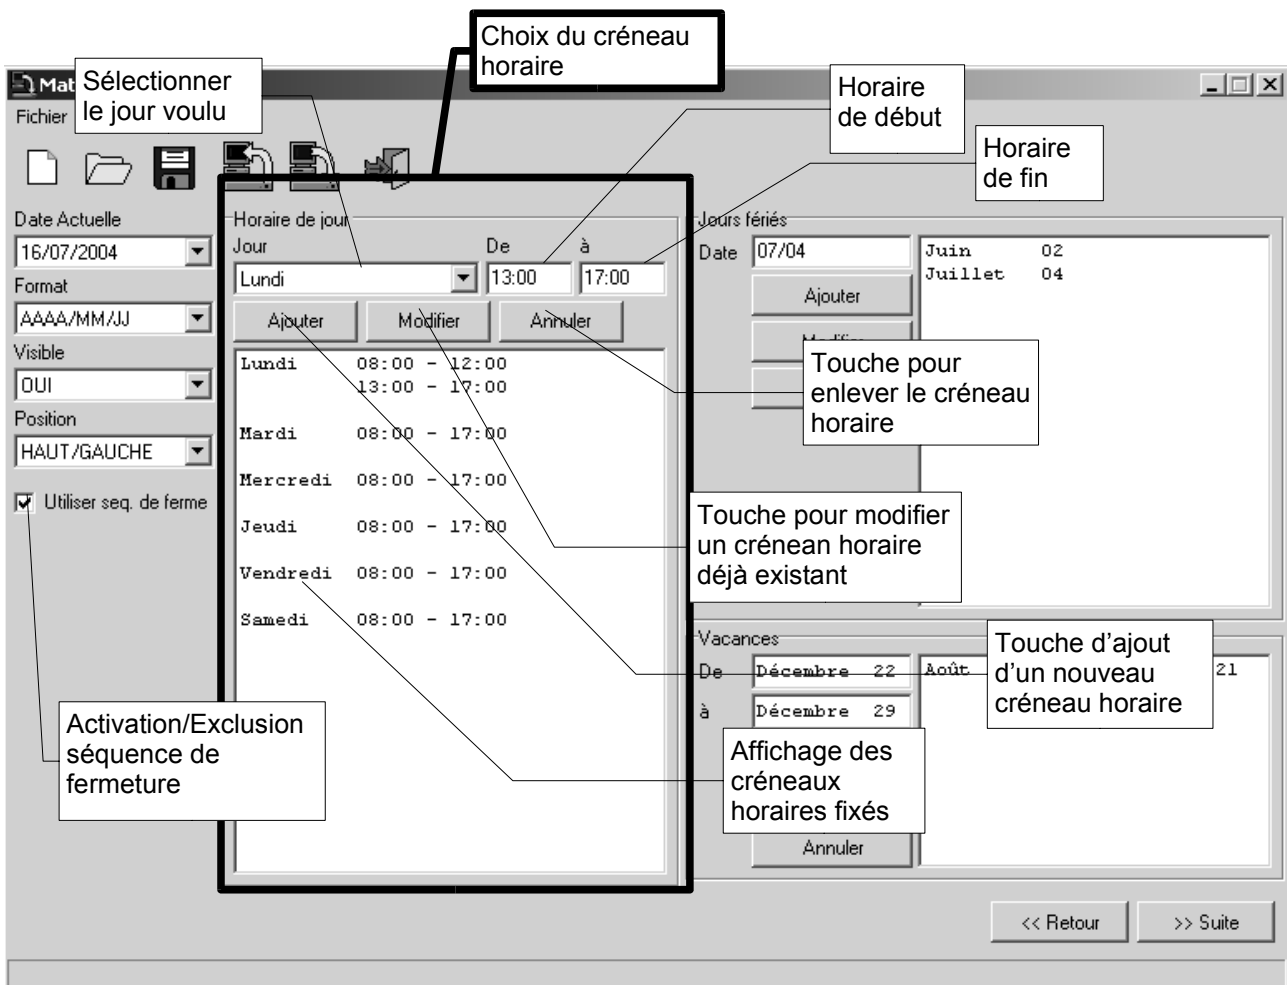 Choix du créneau
horaire
Sélectionner
le jour voulu
Horaire
de début
Horaire
de fin
Mat
Fichier
Date Actuelle
16/07/2004
Format
AAAA/MM/JJ
Visible
OUI
Position
HAUT/GAUCHE
Utiliser seq. de ferme
Activation/Exclusion
séquence de
fermeture
Horaire de jour
Jour De à
Lundi 13:00 17:00
Ajouter Modifier Annuler
Lundi 08:00 - 12:00
13:00 - 17:00
Mardi 08:00 - 17:00
Mercredi 08:00 - 17:00
Jeudi 08:00 - 17:00
Vendredi 08:00 - 17:00
Samedi 08:00 - 17:00
Jours fériés
Date 07/04
Ajouter
Modifier
Juin 02
Juillet 04
Touche pour
enlever le créneau
horaire
Touche pour modifier
un crénean horaire
déjà existant
Vacances
De Décembre 22
à Décembre 29
Août 21
Touche d'ajout
d'un nouveau
créneau horaire
Affichage des
créneaux
horaires fixés
Annuler
<< Retour >> Suite